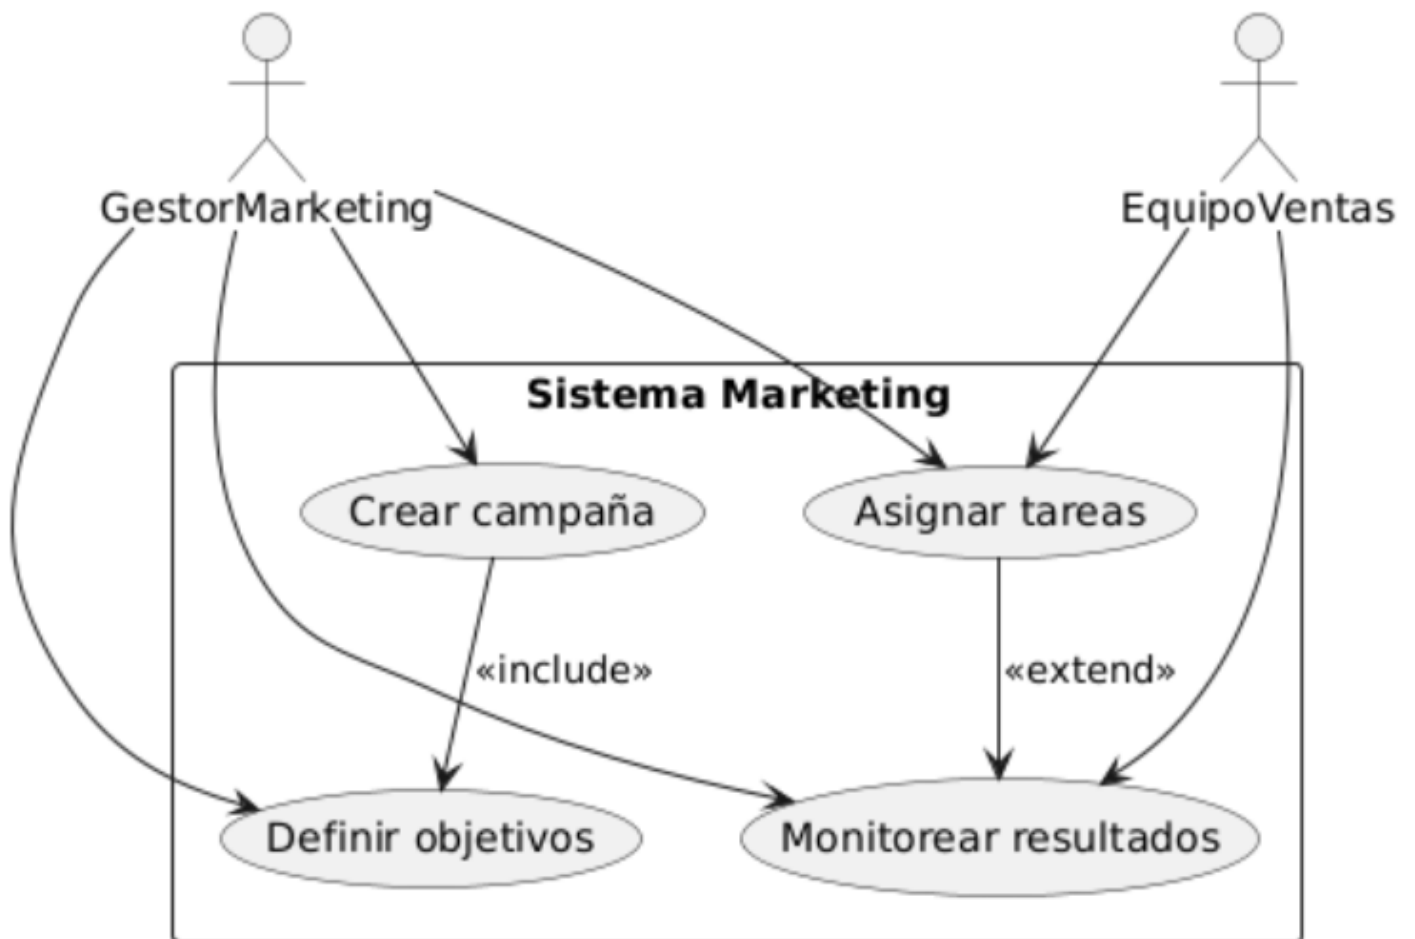 GestorMarketing
EquipoVentas
Sistema Marketing
Crear campaña
Asignar tareas
«include»
«extend»
Definir objetivos
Monitorear resultados